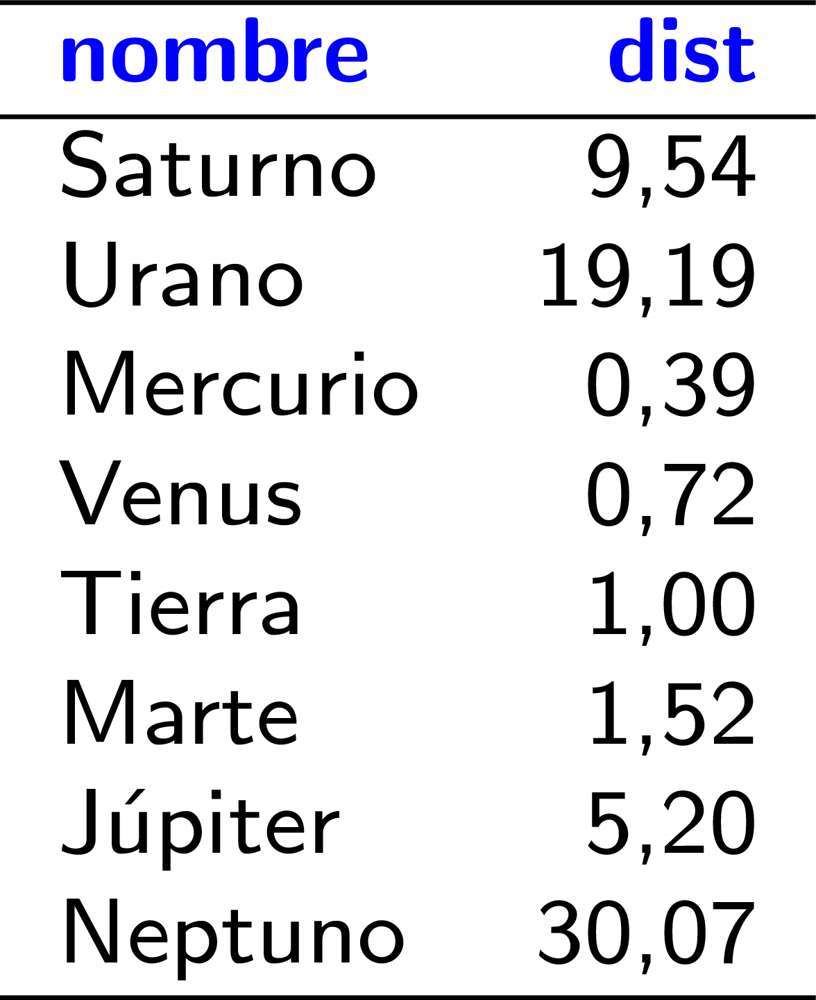 nombre dist
Saturno 9,54
Urano 19,19
Mercurio 0,39
Venus 0,72
Tierra 1,00
Marte 1,52
Júpiter 5,20
Neptuno 30,07